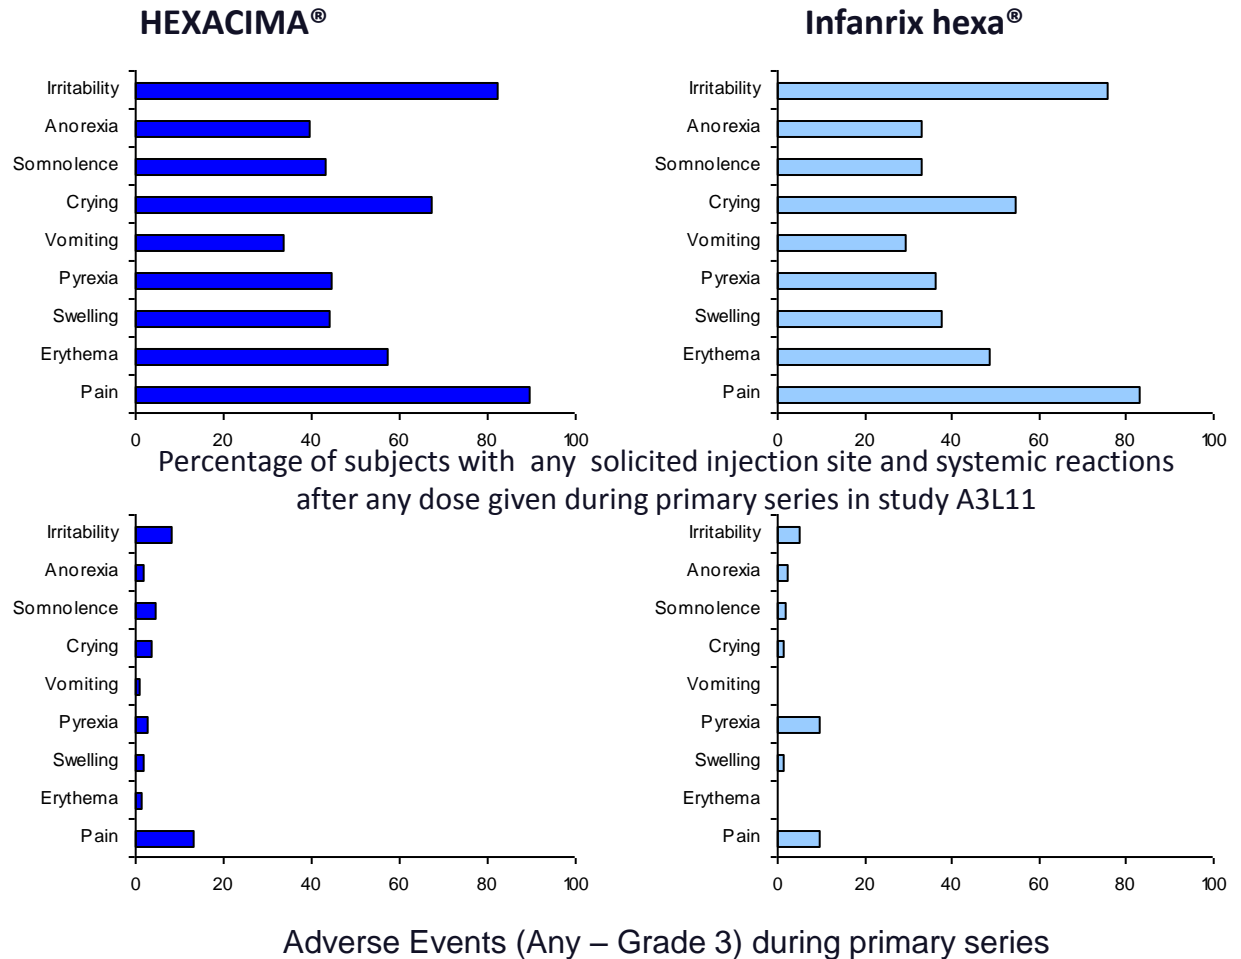 HEXACIMA®
Infanrix hexa®
Irritability
Anorexia
Somnolence
Crying
Vomiting
Pyrexia
Swelling
Erythema
Pain
0 20 40 60 80 100
Irritability
Anorexia
Somnolence
Crying
Vomiting
Pyrexia
Swelling
Erythema
Pain
0 20 40 60 80 100
Percentage of subjects with any solicited injection site and systemic reactions
after any dose given during primary series in study A3L11
Irritability
Anorexia
Somnolence
Crying
Vomiting
Pyrexia
Swelling
Erythema
Pain
0 20 40 60 80 100
Irritability
Anorexia
Somnolence
Crying
Vomiting
Pyrexia
Swelling
Erythema
Pain
0 20 40 60 80 100
Adverse Events (Any – Grade 3) during primary series